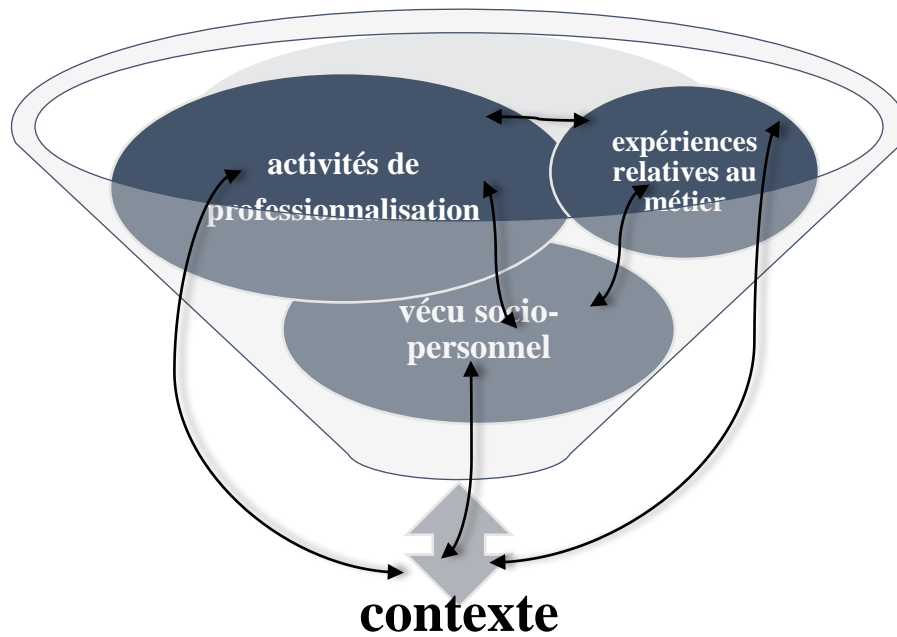 activités de
professionnalisation
expériences
relatives au
métier
vécu socio-
personnel
contexte